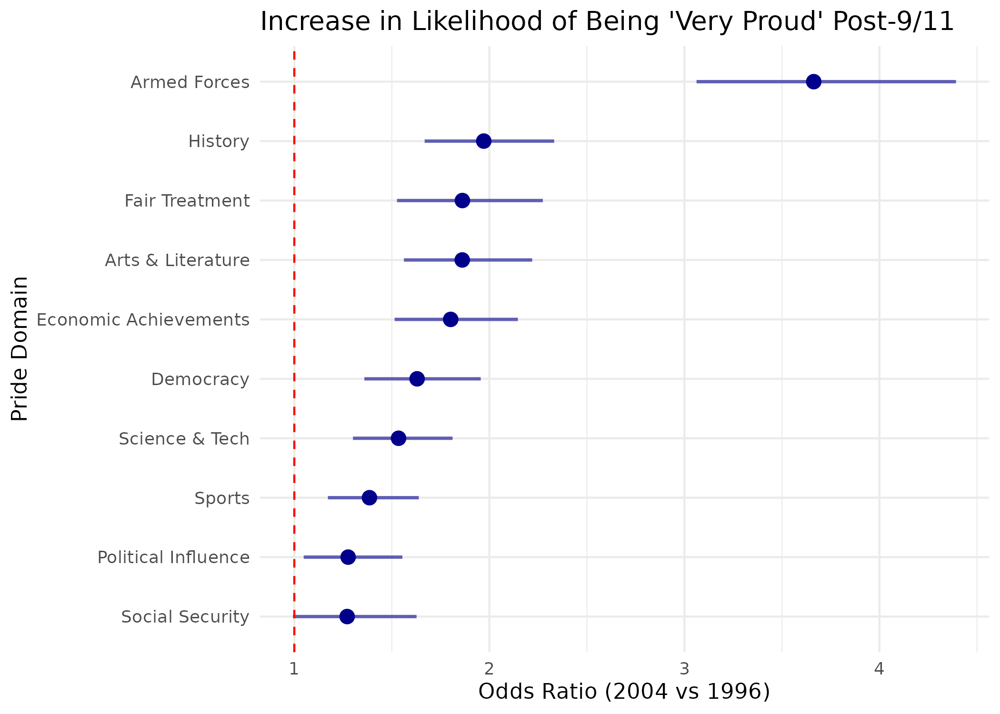 Increase in Likelihood of Being 'Very Proud' Post-9/11
Pride Domain
Armed Forces
History
Fair Treatment
Arts & Literature
Economic Achievements
Democracy
Science & Tech
Sports
Political Influence
Social Security
1 2 3 4
Odds Ratio (2004 vs 1996)